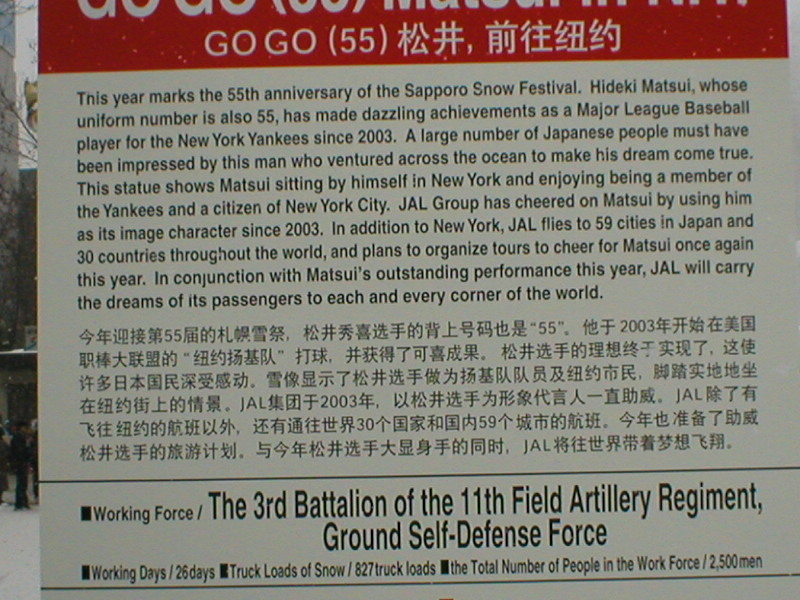 GO GO (55) Matsui in N.Y.!
GO GO (55) 松井, 前往纽约
This year marks the 55th anniversary of the Sapporo Snow Festival. Hideki Matsui, whose
uniform number is also 55, has made dazzling achievements as a Major League Baseball
player for the New York Yankees since 2003. A large number of Japanese people must have
been impressed by this man who ventured across the ocean to make his dream come true.
This statue shows Matsui sitting by himself in New York and enjoying being a member of
the Yankees and a citizen of New York City. JAL Group has cheered on Matsui by using him
as its image character since 2003. In addition to New York, JAL flies to 59 cities in Japan and
30 countries throughout the world, and plans to organize tours to cheer for Matsui once again
this year. In conjunction with Matsui's outstanding performance this year, JAL will carry
the dreams of its passengers to each and every corner of the world.
今年迎接第55届的札幌雪祭, 松井秀喜选手的背上号码也是“55”。他于2003年开始在美国
职棒大联盟的“纽约扬基队”打球, 并获得了可喜成果。松井选手的理想终于实现了, 这使
许多日本国民深受感动。雪像显示了松井选手做为扬基队队员及纽约市民, 脚踏实地地坐
在纽约街上的情景。JAL集团于2003年, 以松井选手为形象代言人一直助威。JAL除了有
飞往纽约的航班以外, 还有通往世界30个国家和国内59个城市的航班。今年也准备了助威
松井选手的旅游计划。与今年松井选手大显身手的同时, JAL将往世界带着梦想飞翔。
■Working Force / The 3rd Battalion of the 11th Field Artillery Regiment,
Ground Self-Defense Force
■Working Days / 26days ■Truck Loads of Snow / 827truck loads ■the Total Number of People in the Work Force / 2,500men